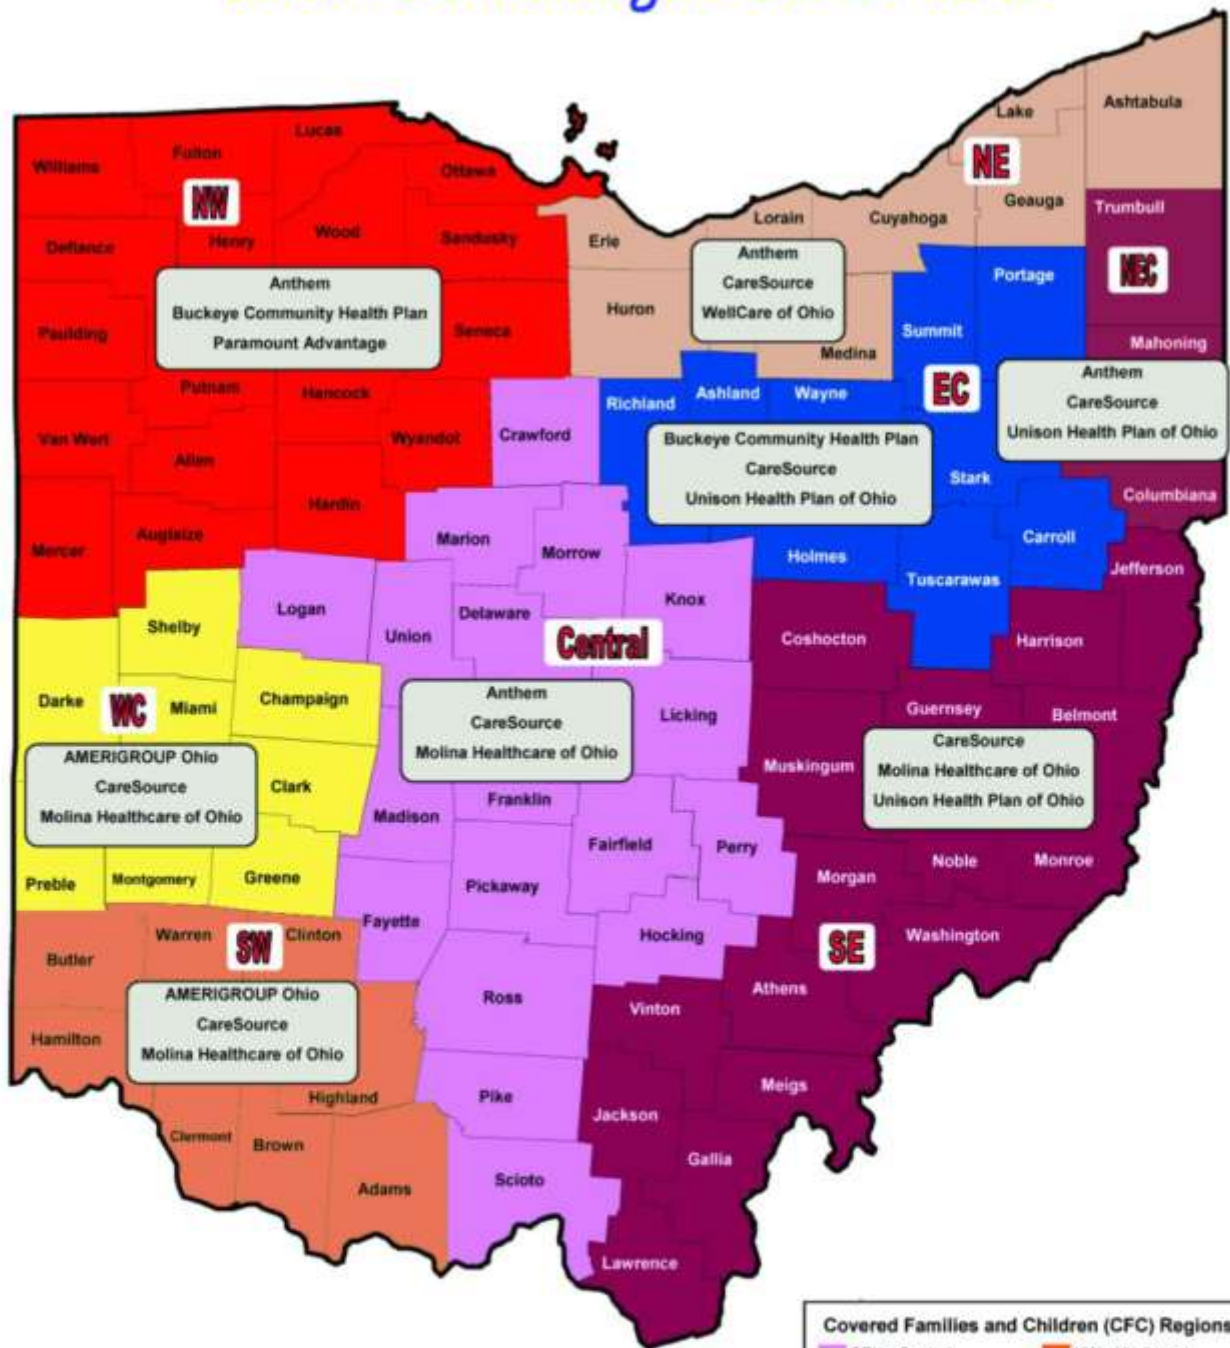 Lake
Ashtabula
Lucas
Fulton
Williams
Ottawa
NE
Geauga
Trumbull
NW
Lorain
Cuyahoga
Wood
Sandusky
Erie
Henry
Defiance
Anthem
CareSource
WellCare of Ohio
NEC
Portage
Anthem
Buckeye Community Health Plan
Paramount Advantage
Huron
Seneca
Paulding
Summit
Medina
Mahoning
Anthem
CareSource
Unison Health Plan of Ohio
Putnam
Hancock
Richland
Ashland
Wayne
EC
Van Wert
Wyandot
Crawford
Buckeye Community Health Plan
CareSource
Unison Health Plan of Ohio
Allen
Stark
Columbiana
Hardin
Auglaize
Mercer
Marion
Morrow
Holmes
Carroll
Jefferson
Tuscarawas
Logan
Knox
Delaware
Shelby
Union
Central
Coshocton
Harrison
Darke
WC
Miami
Champaign
Anthem
CareSource
Molina Healthcare of Ohio
Licking
Guernsey
Belmont
AMERIGROUP Ohio
CareSource
Molina Healthcare of Ohio
Clark
Muskingum
CareSource
Molina Healthcare of Ohio
Unison Health Plan of Ohio
Franklin
Madison
Fairfield
Perry
Noble
Monroe
Preble
Montgomery
Greene
Pickaway
Morgan
Fayette
Warren
SW
Clinton
Hocking
SE
Washington
Butler
AMERIGROUP Ohio
CareSource
Molina Healthcare of Ohio
Ross
Athens
Vinton
Hamilton
Highland
Pike
Meigs
Jackson
Clermont
Brown
Gallia
Adams
Scioto
Lawrence
Covered Families and Children (CFC) Regions